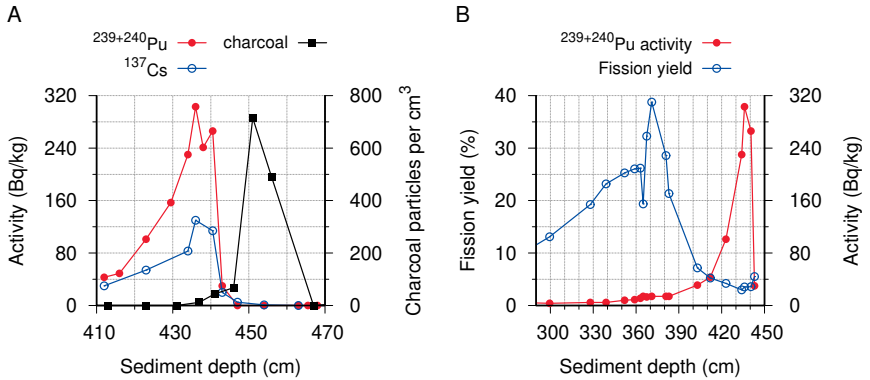 A
²³⁹⁺²⁴⁰Pu
charcoal
¹³⁷Cs
320
240
160
80
0
800
600
400
200
0
410
430
450
470
Activity (Bq/kg)
Charcoal particles per cm³
Sediment depth (cm)
B
²³⁹⁺²⁴⁰Pu activity
Fission yield
40
30
20
10
0
320
240
160
80
0
300
330
360
390
420
450
Fission yield (%)
Activity (Bq/kg)
Sediment depth (cm)